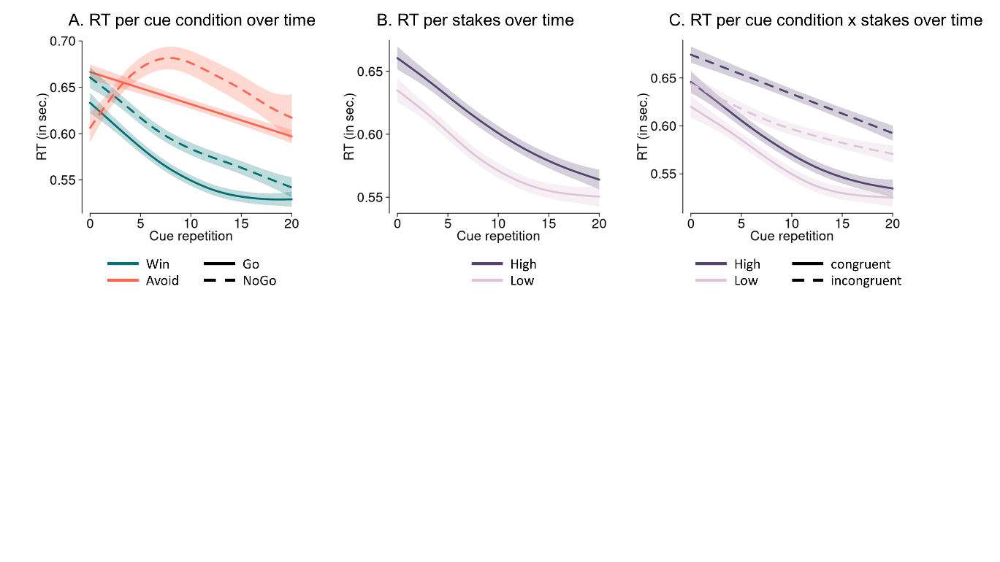 A. RT per cue condition over time
B. RT per stakes over time
C. RT per cue condition x stakes over time
RT (in sec.)
0.70
0.65
0.60
0.55
0 5 10 15 20
Cue repetition
Win Go
Avoid NoGo
RT (in sec.)
0.65
0.60
0.55
0 5 10 15 20
Cue repetition
High
Low
RT (in sec.)
0.65
0.60
0.55
0 5 10 15 20
Cue repetition
High congruent
Low incongruent